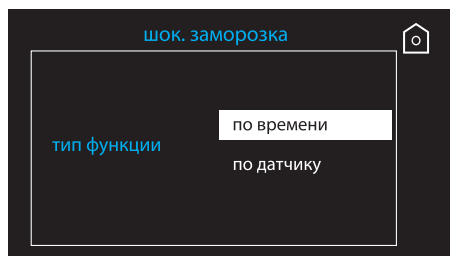 шок. заморозка
по времени
тип функции
по датчику